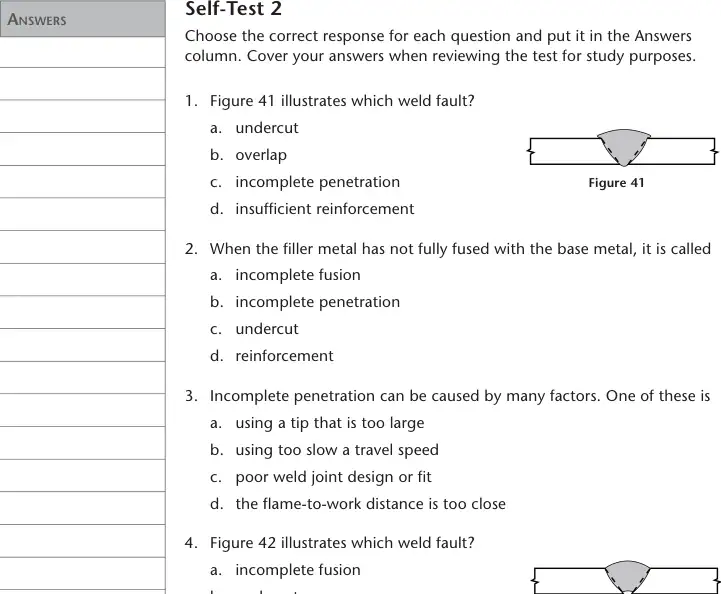 ANSWERS
Self-Test 2
Choose the correct response for each question and put it in the Answers
column. Cover your answers when reviewing the test for study purposes.
1. Figure 41 illustrates which weld fault?
a. undercut
b. overlap
c. incomplete penetration
d. insufficient reinforcement
Figure 41
2. When the filler metal has not fully fused with the base metal, it is called
a. incomplete fusion
b. incomplete penetration
c. undercut
d. reinforcement
3. Incomplete penetration can be caused by many factors. One of these is
a. using a tip that is too large
b. using too slow a travel speed
c. poor weld joint design or fit
d. the flame-to-work distance is too close
4. Figure 42 illustrates which weld fault?
a. incomplete fusion